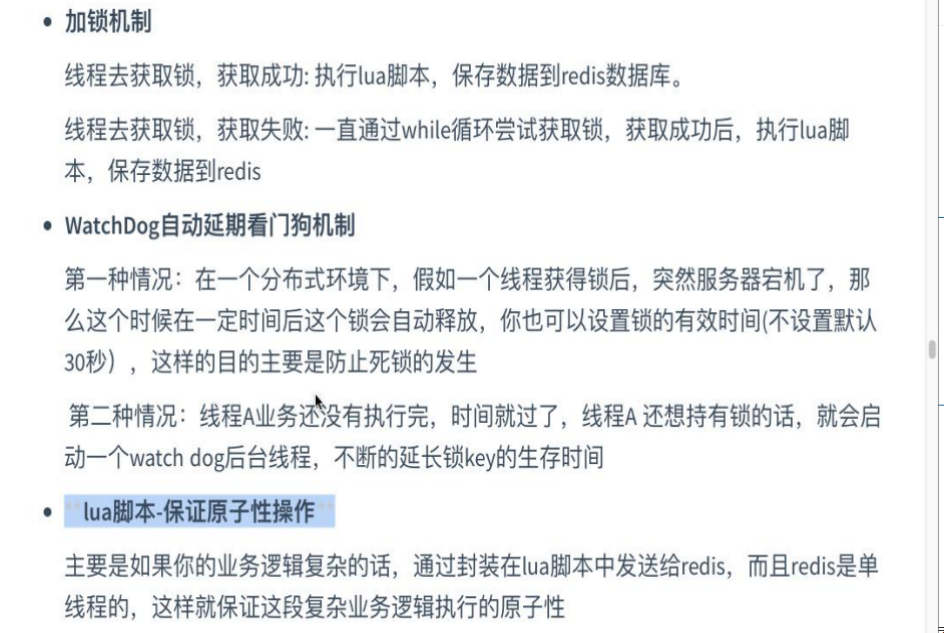 加锁机制
线程去获取锁，获取成功: 执行lua脚本，保存数据到redis数据库。
线程去获取锁，获取失败: 一直通过while循环尝试获取锁，获取成功后，执行lua脚
本，保存数据到redis
WatchDog自动延期看门狗机制
第一种情况：在一个分布式环境下，假如一个线程获得锁后，突然服务器宕机了，那
么这个时候在一定时间后这个锁会自动释放，你也可以设置锁的有效时间(不设置默认
30秒），这样的目的主要是防止死锁的发生
第二种情况：线程A业务还没有执行完，时间就过了，线程A 还想持有锁的话，就会启
动一个watch dog后台线程，不断的延长锁key的生存时间
lua脚本-保证原子性操作
主要是如果你的业务逻辑复杂的话，通过封装在lua脚本中发送给redis，而且redis是单
线程的，这样就保证这段复杂业务逻辑执行的原子性